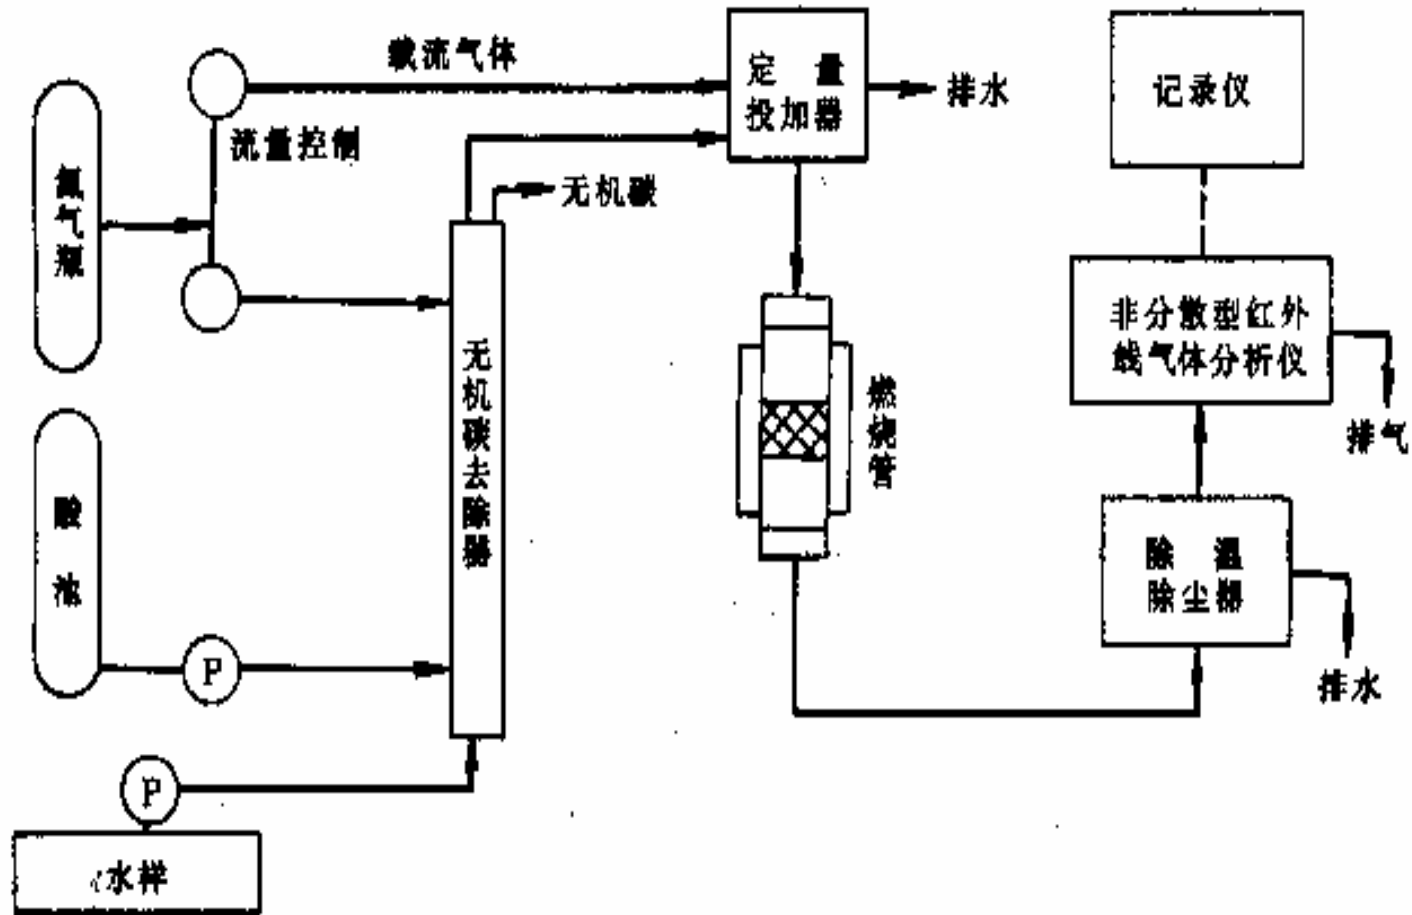 载流气体
定 量
投加器
排水
记录仪
流量控制
氮气瓶
无机碳
无机碳去除器
非分散型红外
线气体分析仪
燃烧管
排气
酸池
除 湿
除尘器
排水
P
P
水样